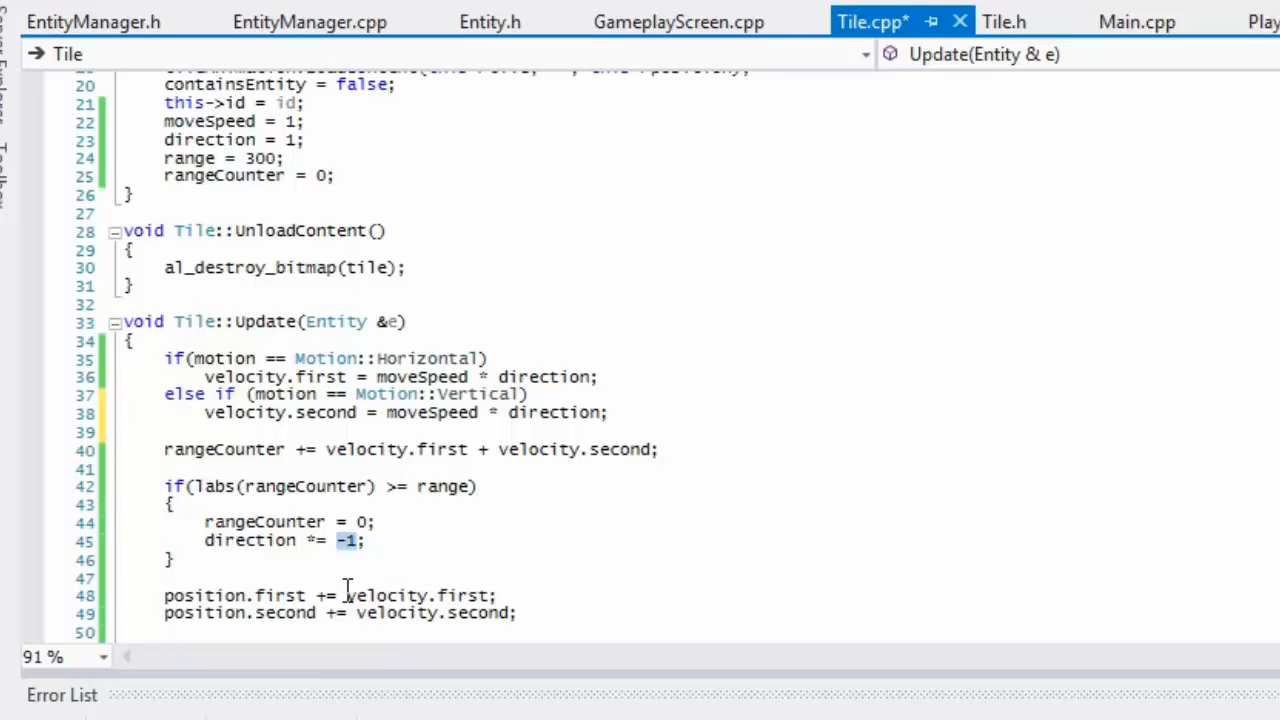 EntityManager.h EntityManager.cpp Entity.h GameplayScreen.cpp Tile.cpp* Tile.h Main.cpp Play
Tile Update(Entity & e)
Server Explorer
Toolbox
20 containsEntity = false;
21 this->id = id;
22 moveSpeed = 1;
23 direction = 1;
24 range = 300;
25 rangeCounter = 0;
26 }
27
28 void Tile::UnloadContent()
29 {
30 al_destroy_bitmap(tile);
31 }
32
33 void Tile::Update(Entity &e)
34 {
35 if(motion == Motion::Horizontal)
36 velocity.first = moveSpeed * direction;
37 else if (motion == Motion::Vertical)
38 velocity.second = moveSpeed * direction;
39
40 rangeCounter += velocity.first + velocity.second;
41
42 if(labs(rangeCounter) >= range)
43 {
44 rangeCounter = 0;
45 direction *= -1;
46 }
47
48 position.first += velocity.first;
49 position.second += velocity.second;
50
91 %
Error List